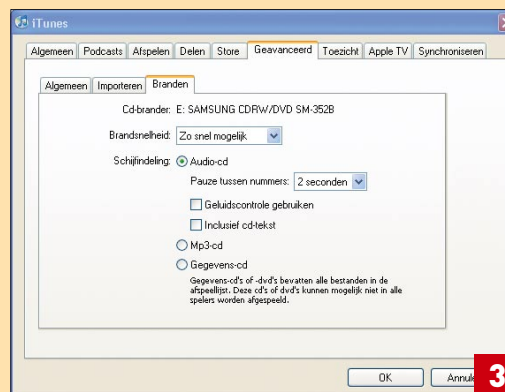 iTunes
Algemeen Podcasts Afspelen Delen Store Geavanceerd Toezicht Apple TV Synchroniseren
Algemeen Importeren Branden
Cd-brander: E: SAMSUNG CDRW/DVD SM-352B
Brandsnelheid: Zo snel mogelijk
Schijfindeling: Audio-cd
Pauze tussen nummers: 2 seconden
Geluidscontrole gebruiken
Inclusief cd-tekst
Mp3-cd
Gegevens-cd
Gegevens-cd's of -dvd's bevatten alle bestanden in de
afspeellijst. Deze cd's of dvd's kunnen mogelijk niet in alle
spelers worden afgespeeld.
OK Annule
3